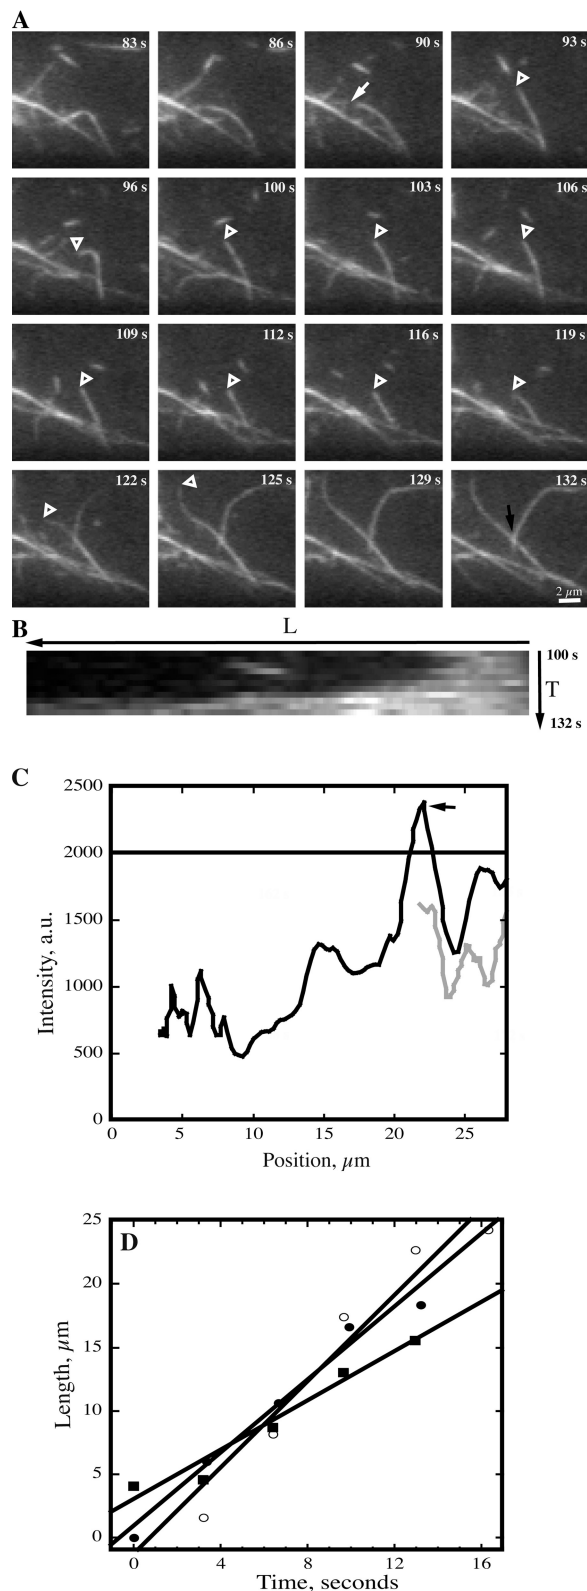 A
83 s
86 s
90 s
93 s
96 s
100 s
103 s
106 s
109 s
112 s
116 s
119 s
122 s
125 s
129 s
132 s
2 µm
B
L
100 s
T
132 s
C
2500
2000
1500
1000
500
0
Intensity, a.u.
0 5 10 15 20 25
Position, µm
D
25
20
15
10
5
0
Length, µm
0 4 8 12 16
Time, seconds